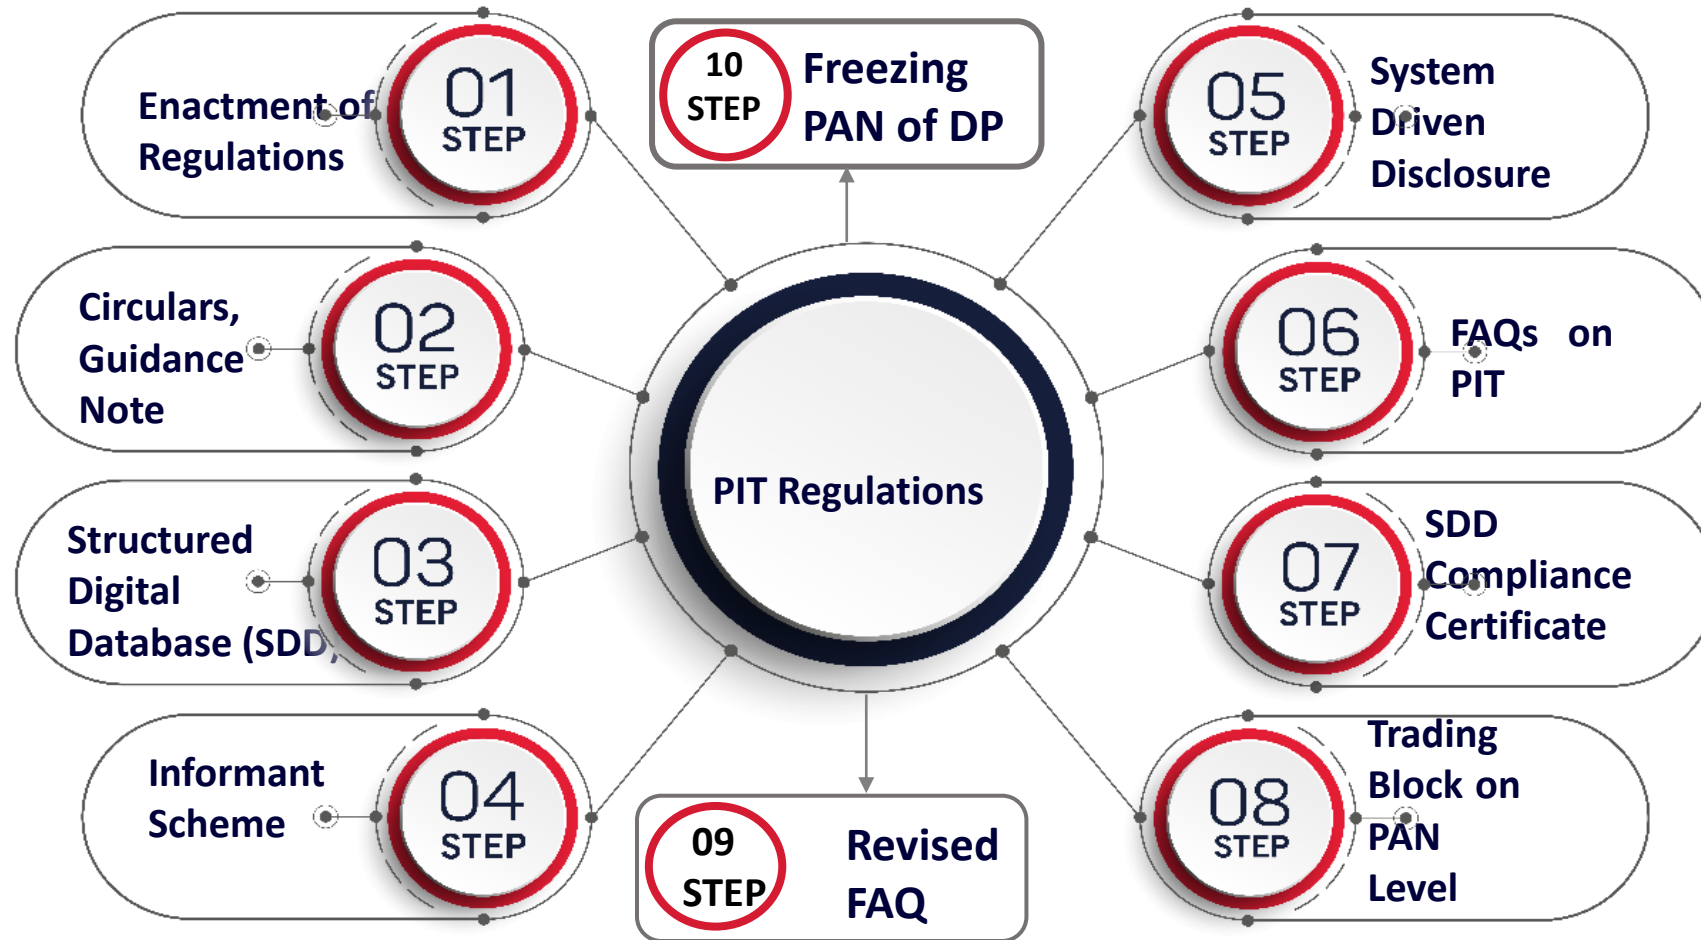 01
STEP
Enactment of
Regulations
02
STEP
Circulars,
Guidance
Note
03
STEP
Structured
Digital
Database (SDD)
04
STEP
Informant
Scheme
10
STEP
Freezing
PAN of DP
PIT Regulations
09
STEP
Revised
FAQ
05
STEP
System
Driven
Disclosure
06
STEP
FAQs on
PIT
07
STEP
SDD
Compliance
Certificate
08
STEP
Trading
Block on
PAN
Level